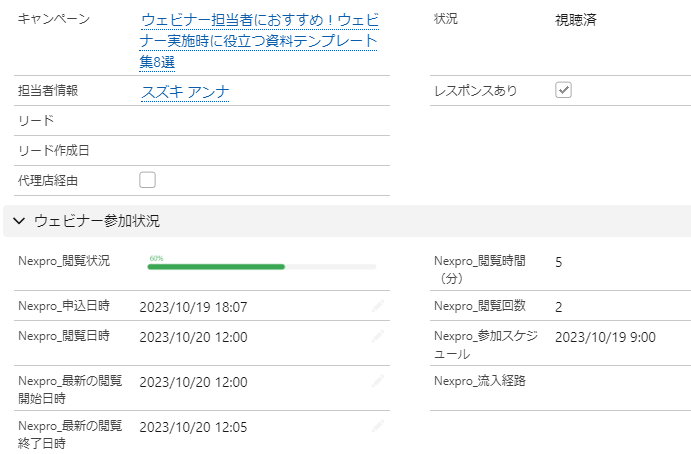 キャンペーン
ウェビナー担当者におすすめ！ウェビ
ナー実施時に役立つ資料テンプレート
集8選
状況
視聴済
担当者情報
スズキ アンナ
レスポンスあり
リード
リード作成日
代理店経由
ウェビナー参加状況
Nexpro_閲覧状況
60%
Nexpro_閲覧時間
（分）
5
Nexpro_申込日時
2023/10/19 18:07
Nexpro_閲覧回数
2
Nexpro_閲覧日時
2023/10/20 12:00
Nexpro_参加スケジ
ュール
2023/10/19 9:00
Nexpro_最新の閲覧
開始日時
2023/10/20 12:00
Nexpro_流入経路
Nexpro_最新の閲覧
終了日時
2023/10/20 12:05